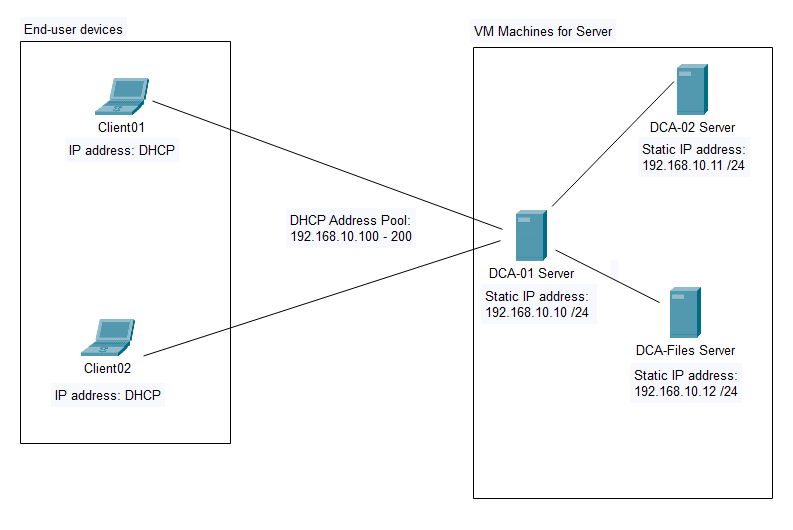 End-user devices
Client01
IP address: DHCP
Client02
IP address: DHCP
DHCP Address Pool:
192.168.10.100 - 200
VM Machines for Server
DCA-02 Server
Static IP address:
192.168.10.11 /24
DCA-01 Server
Static IP address:
192.168.10.10 /24
DCA-Files Server
Static IP address:
192.168.10.12 /24